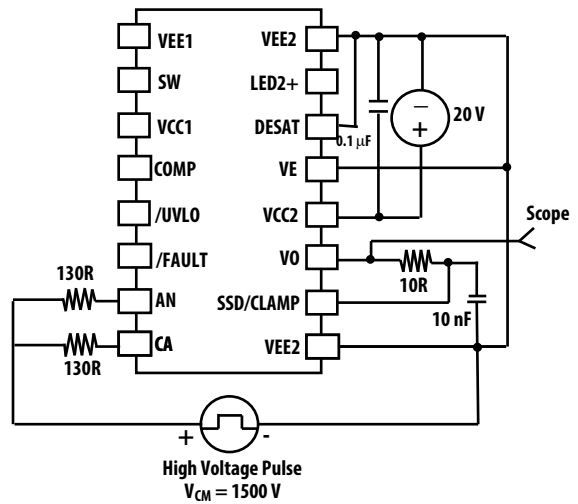 VEE1
VEE2
SW
LED2+
VCC1
DESAT
0.1 µF
–
+
20 V
COMP
VE
/UVLO
VCC2
Scope
/FAULT
VO
130R
10R
AN
SSD/CLAMP
10 nF
CA
VEE2
130R
+
-
High Voltage Pulse
VCM = 1500 V